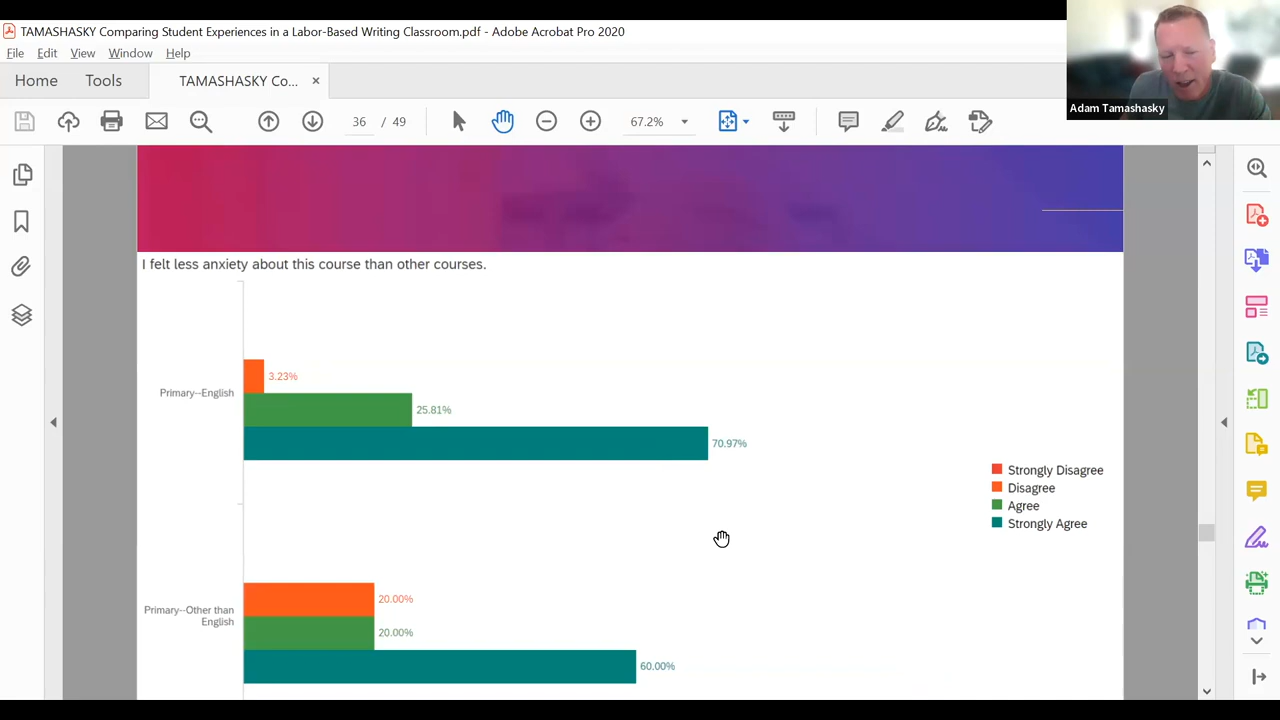 TAMASHASKY Comparing Student Experiences in a Labor-Based Writing Classroom.pdf - Adobe Acrobat Pro 2020
File Edit View Window Help
Home Tools TAMASHASKY Co... ×
36 / 49 67.2%
Adam Tamashasky
I felt less anxiety about this course than other courses.
Primary--English
3.23%
25.81%
70.97%
Strongly Disagree
Disagree
Agree
Strongly Agree
Primary--Other than
English
20.00%
20.00%
60.00%